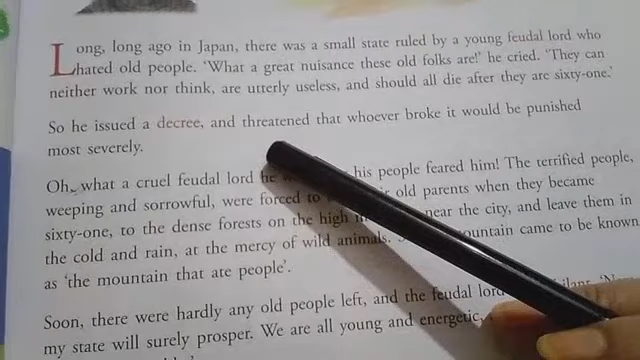 Long, long ago in Japan, there was a small state ruled by a young feudal lord who
hated old people. 'What a great nuisance these old folks are!' he cried. 'They can
neither work nor think, are utterly useless, and should all die after they are sixty-one.'
So he issued a decree, and threatened that whoever broke it would be punished
most severely.
Oh, what a cruel feudal lord he his people feared him! The terrified people,
weeping and sorrowful, were forced to old parents when they became
sixty-one, to the dense forests on the high near the city, and leave them in
the cold and rain, at the mercy of wild animals. came to be known
as 'the mountain that ate people'.
Soon, there were hardly any old people left, and the feudal lord
my state will surely prosper. We are all young and energetic,